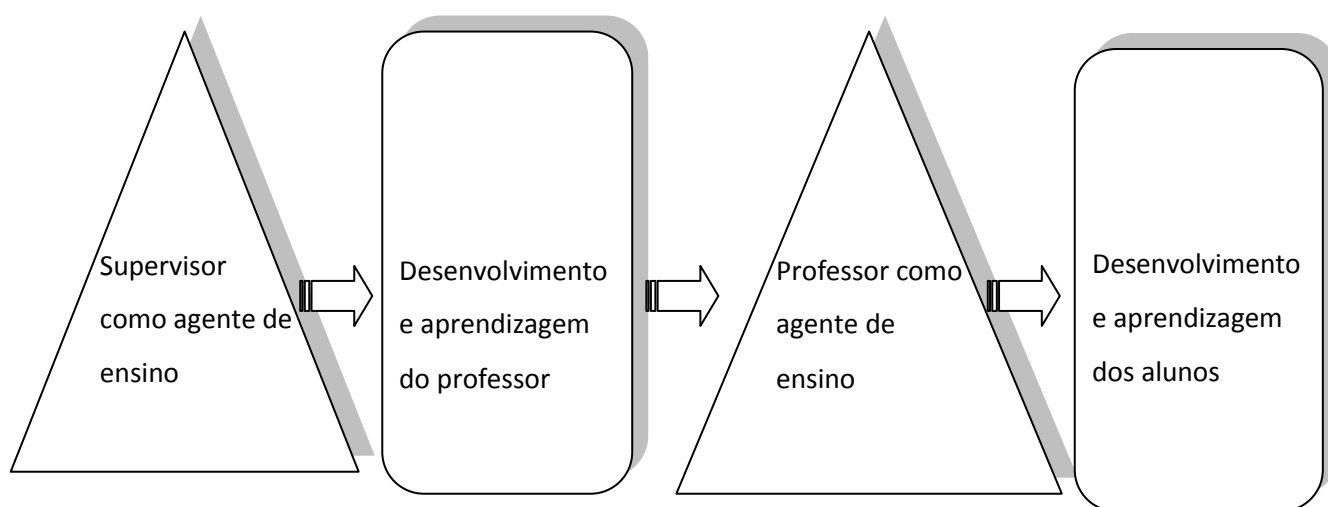 Supervisor
como agente de
ensino
Desenvolvimento
e aprendizagem
do professor
Professor como
agente de
ensino
Desenvolvimento
e aprendizagem
dos alunos